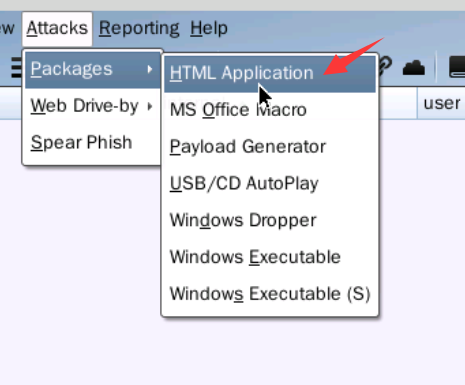 Attacks Reporting Help
Packages
HTML Application
user
Web Drive-by
MS Office Macro
Spear Phish
Payload Generator
USB/CD AutoPlay
Windows Dropper
Windows Executable
Windows Executable (S)